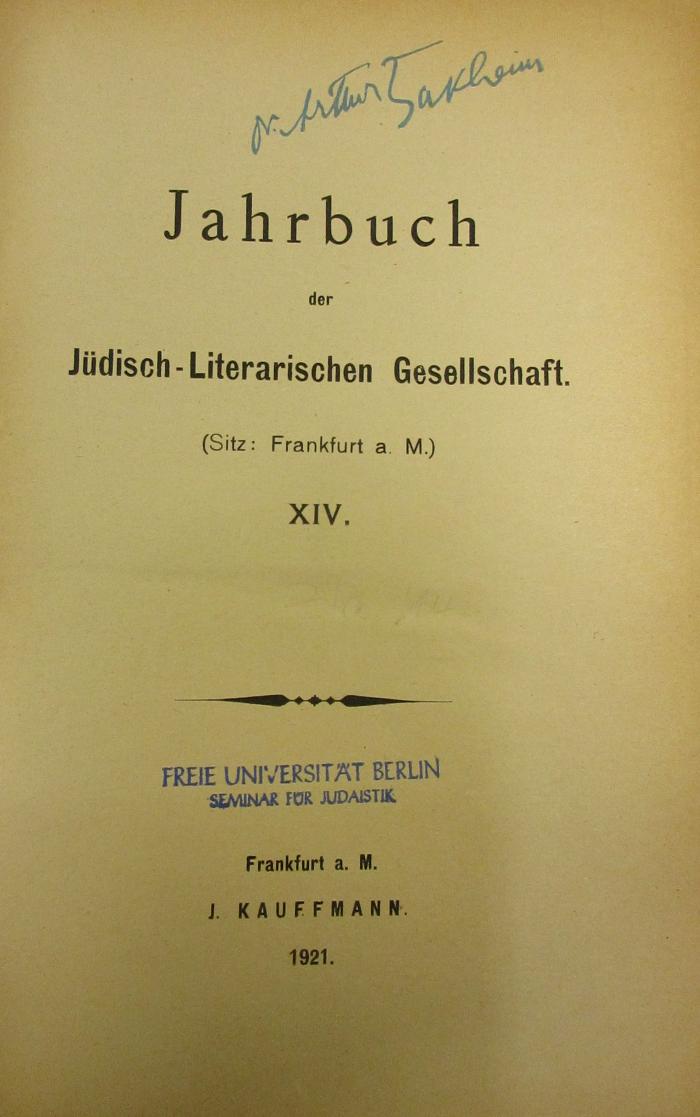 Dr. Arthur Sakheim
Jahrbuch
der
Jüdisch-Literarischen Gesellschaft.
(Sitz: Frankfurt a. M.)
XIV.
FREIE UNIVERSITÄT BERLIN
SEMINAR FÜR JUDAISTIK
Frankfurt a. M.
J. KAUFFMANN.
1921.